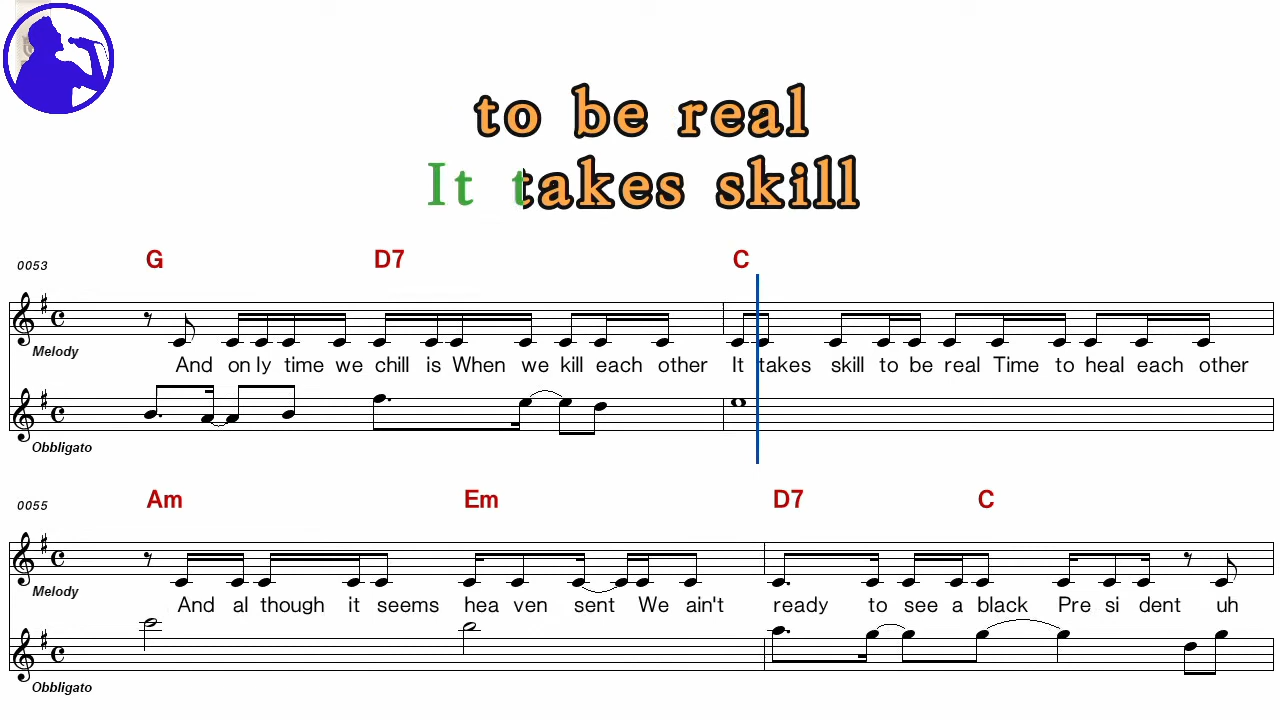 to be real
It takes skill
0053 G D7 C
Melody
And on ly time we chill is When we kill each other It takes skill to be real Time to heal each other
Obbligato
0055 Am Em D7 C
Melody
And al though it seems hea ven sent We ain't ready to see a black Pre si dent uh
Obbligato